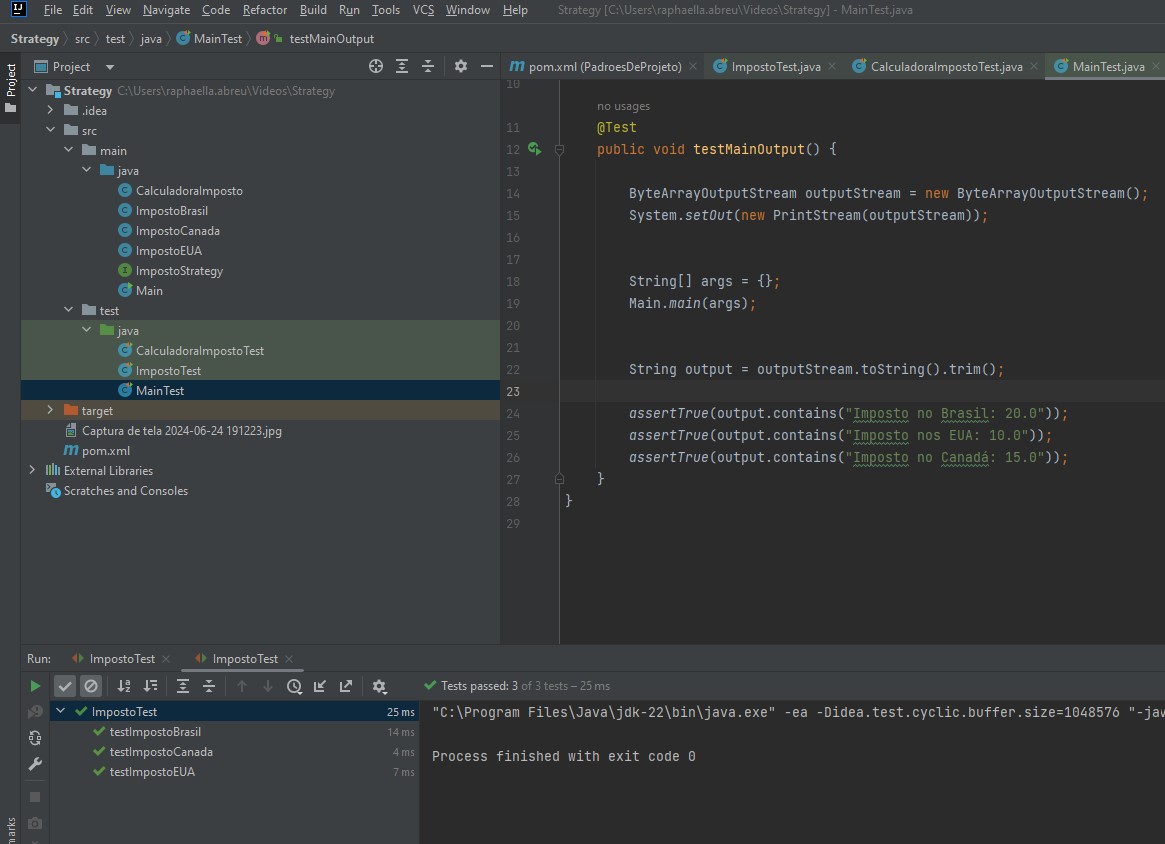 File Edit View Navigate Code Refactor Build Run Tools VCS Window Help Strategy [C:\Users\raphaella.abreu\Videos\Strategy] - MainTest.java
Strategy src test java MainTest testMainOutput
Project
Project
Strategy C:\Users\raphaella.abreu\Videos\Strategy
.idea
src
main
java
CalculadoraImposto
ImpostoBrasil
ImpostoCanada
ImpostoEUA
ImpostoStrategy
Main
test
java
CalculadoraImpostoTest
ImpostoTest
MainTest
target
Captura de tela 2024-06-24 191223.jpg
pom.xml
External Libraries
Scratches and Consoles
pom.xml (PadroesDeProjeto) ImpostoTest.java CalculadoraImpostoTest.java MainTest.java
10
no usages
11 @Test
12 public void testMainOutput() {
13
14 ByteArrayOutputStream outputStream = new ByteArrayOutputStream();
15 System.setOut(new PrintStream(outputStream));
16
17
18 String[] args = {};
19 Main.main(args);
20
21
22 String output = outputStream.toString().trim();
23
24 assertTrue(output.contains("Imposto no Brasil: 20.0"));
25 assertTrue(output.contains("Imposto nos EUA: 10.0"));
26 assertTrue(output.contains("Imposto no Canadá: 15.0"));
27 }
28 }
29
Run: ImpostoTest ImpostoTest
Tests passed: 3 of 3 tests – 25 ms
ImpostoTest 25 ms
testImpostoBrasil 14 ms
testImpostoCanada 4 ms
testImpostoEUA 7 ms
"C:\Program Files\Java\jdk-22\bin\java.exe" -ea -Didea.test.cyclic.buffer.size=1048576 "-jav
Process finished with exit code 0